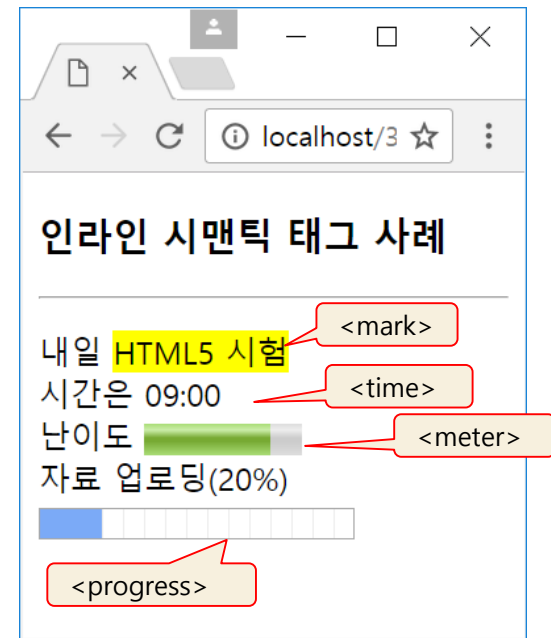 localhost/3
인라인 시맨틱 태그 사례
<mark>
내일 HTML5 시험
<time>
시간은 09:00
<meter>
난이도
자료 업로딩(20%)
<progress>